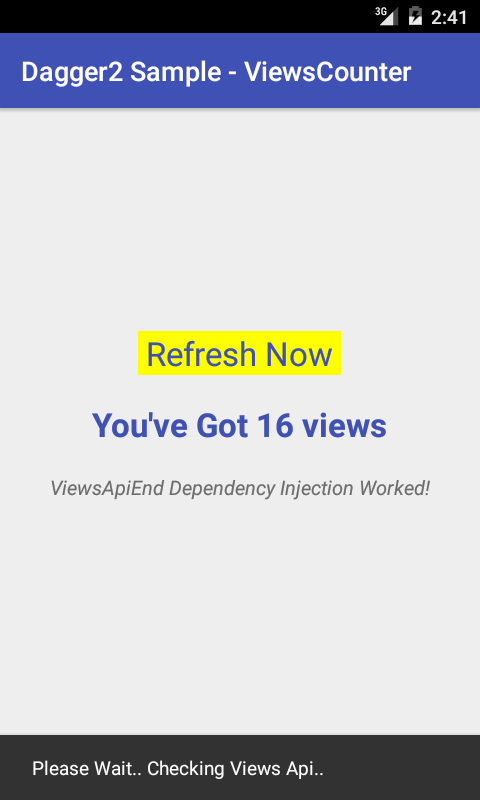 3G 2:41
Dagger2 Sample - ViewsCounter
Refresh Now
You've Got 16 views
ViewsApiEnd Dependency Injection Worked!
Please Wait.. Checking Views Api..